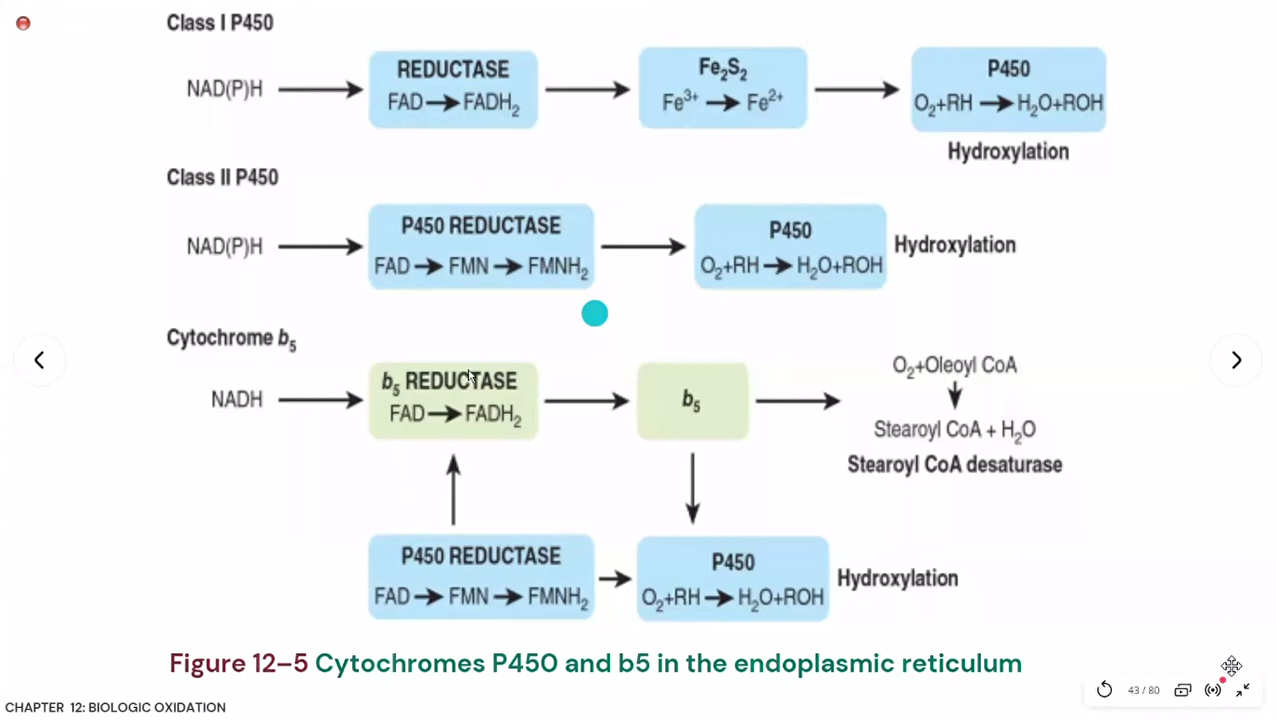 Class I P450
NAD(P)H → REDUCTASE → Fe₂S₂ → P450
FAD → FADH₂
Fe³⁺ → Fe²⁺
O₂+RH → H₂O+ROH
Hydroxylation
Class II P450
NAD(P)H → P450 REDUCTASE → P450
FAD → FMN → FMNH₂
O₂+RH → H₂O+ROH
Hydroxylation
Cytochrome b₅
NADH → b₅ REDUCTASE → b₅ →
FAD → FADH₂
O₂+Oleoyl CoA
Stearoyl CoA + H₂O
Stearoyl CoA desaturase
P450 REDUCTASE → P450
FAD → FMN → FMNH₂
O₂+RH → H₂O+ROH
Hydroxylation
Figure 12–5 Cytochromes P450 and b5 in the endoplasmic reticulum
43 / 80
CHAPTER 12: BIOLOGIC OXIDATION